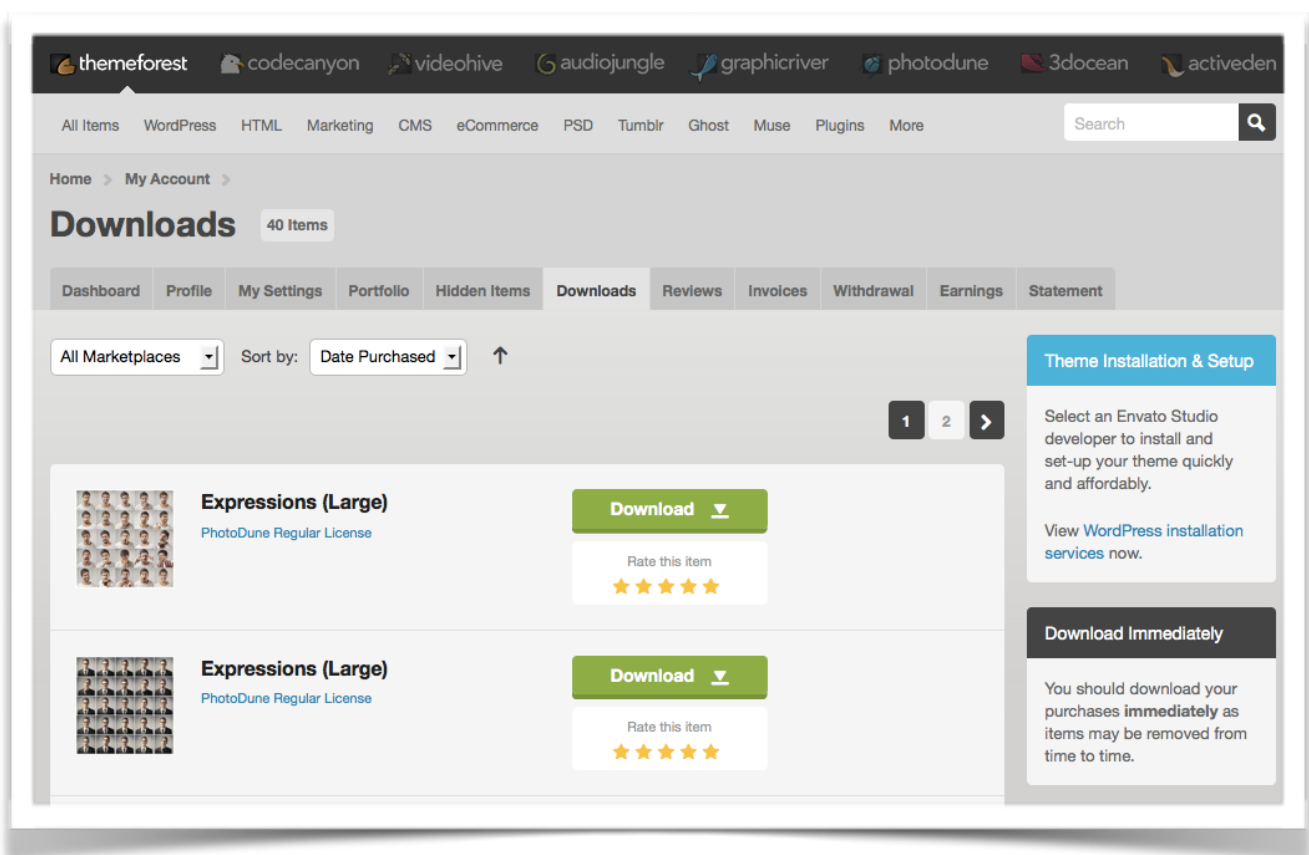 themeforest codecanyon videohive audiojungle graphicriver photodune 3docean activeden
All Items WordPress HTML Marketing CMS eCommerce PSD Tumblr Ghost Muse Plugins More Search
Home > My Account >
Downloads 40 Items
Dashboard Profile My Settings Portfolio Hidden Items Downloads Reviews Invoices Withdrawal Earnings Statement
All Marketplaces Sort by: Date Purchased
1 2
Expressions (Large)
PhotoDune Regular License
Download
Rate this item
Expressions (Large)
PhotoDune Regular License
Download
Rate this item
Theme Installation & Setup
Select an Envato Studio
developer to install and
set-up your theme quickly
and affordably.
View WordPress installation
services now.
Download Immediately
You should download your
purchases immediately as
items may be removed from
time to time.